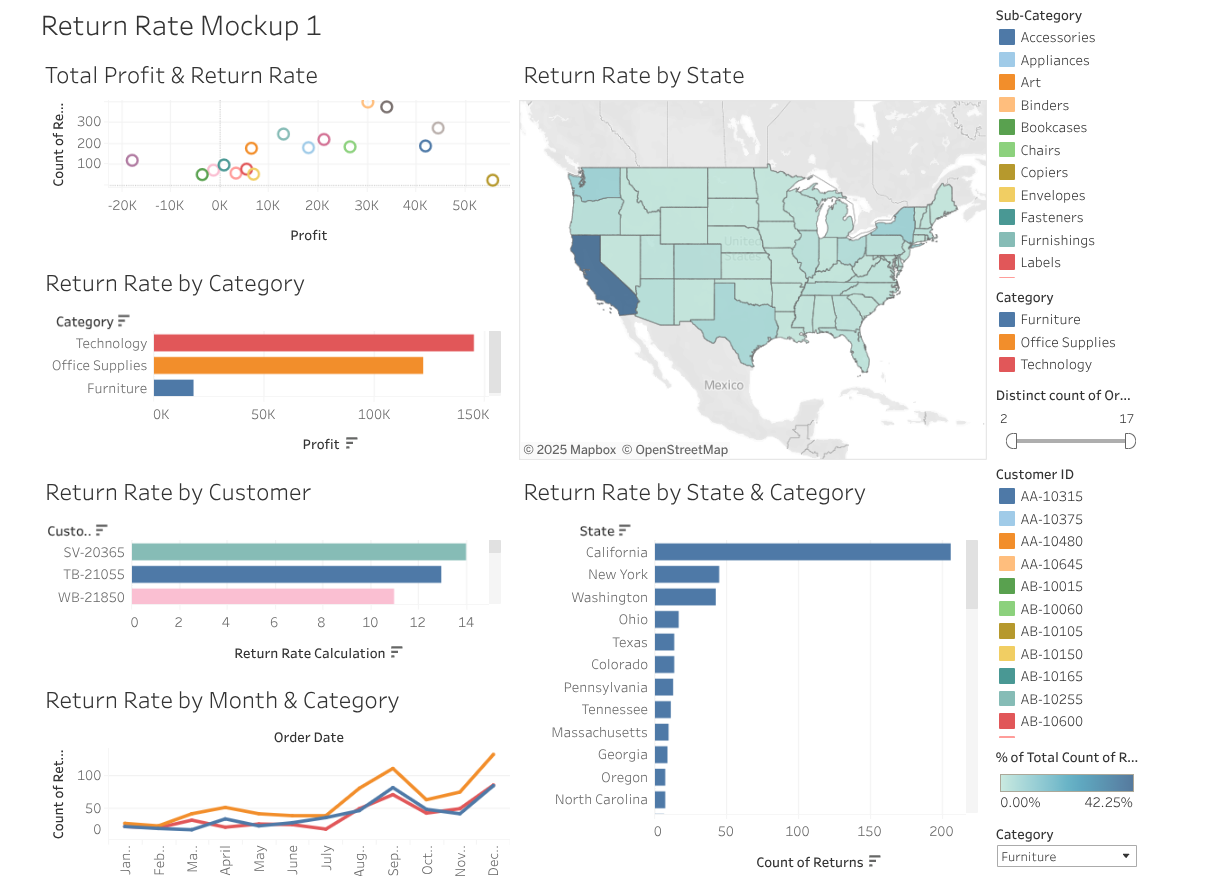 Return Rate Mockup 1
Total Profit & Return Rate
Count of Re...
300
200
100
-20K -10K 0K 10K 20K 30K 40K 50K
Profit
Return Rate by Category
Category
Technology
Office Supplies
Furniture
0K 50K 100K 150K
Profit
Return Rate by Customer
Custo..
SV-20365
TB-21055
WB-21850
0 2 4 6 8 10 12 14
Return Rate Calculation
Return Rate by Month & Category
Order Date
Count of Ret...
100
50
0
Jan.. Feb.. Ma.. April May June July Aug.. Sep.. Oct.. Nov.. Dec..
Return Rate by State
United
States
Mexico
© 2025 Mapbox © OpenStreetMap
Return Rate by State & Category
State
California
New York
Washington
Ohio
Texas
Colorado
Pennsylvania
Tennessee
Massachusetts
Georgia
Oregon
North Carolina
0 50 100 150 200
Count of Returns
Sub-Category
Accessories
Appliances
Art
Binders
Bookcases
Chairs
Copiers
Envelopes
Fasteners
Furnishings
Labels
Category
Furniture
Office Supplies
Technology
Distinct count of Or...
2 17
Customer ID
AA-10315
AA-10375
AA-10480
AA-10645
AB-10015
AB-10060
AB-10105
AB-10150
AB-10165
AB-10255
AB-10600
% of Total Count of R...
0.00% 42.25%
Category
Furniture